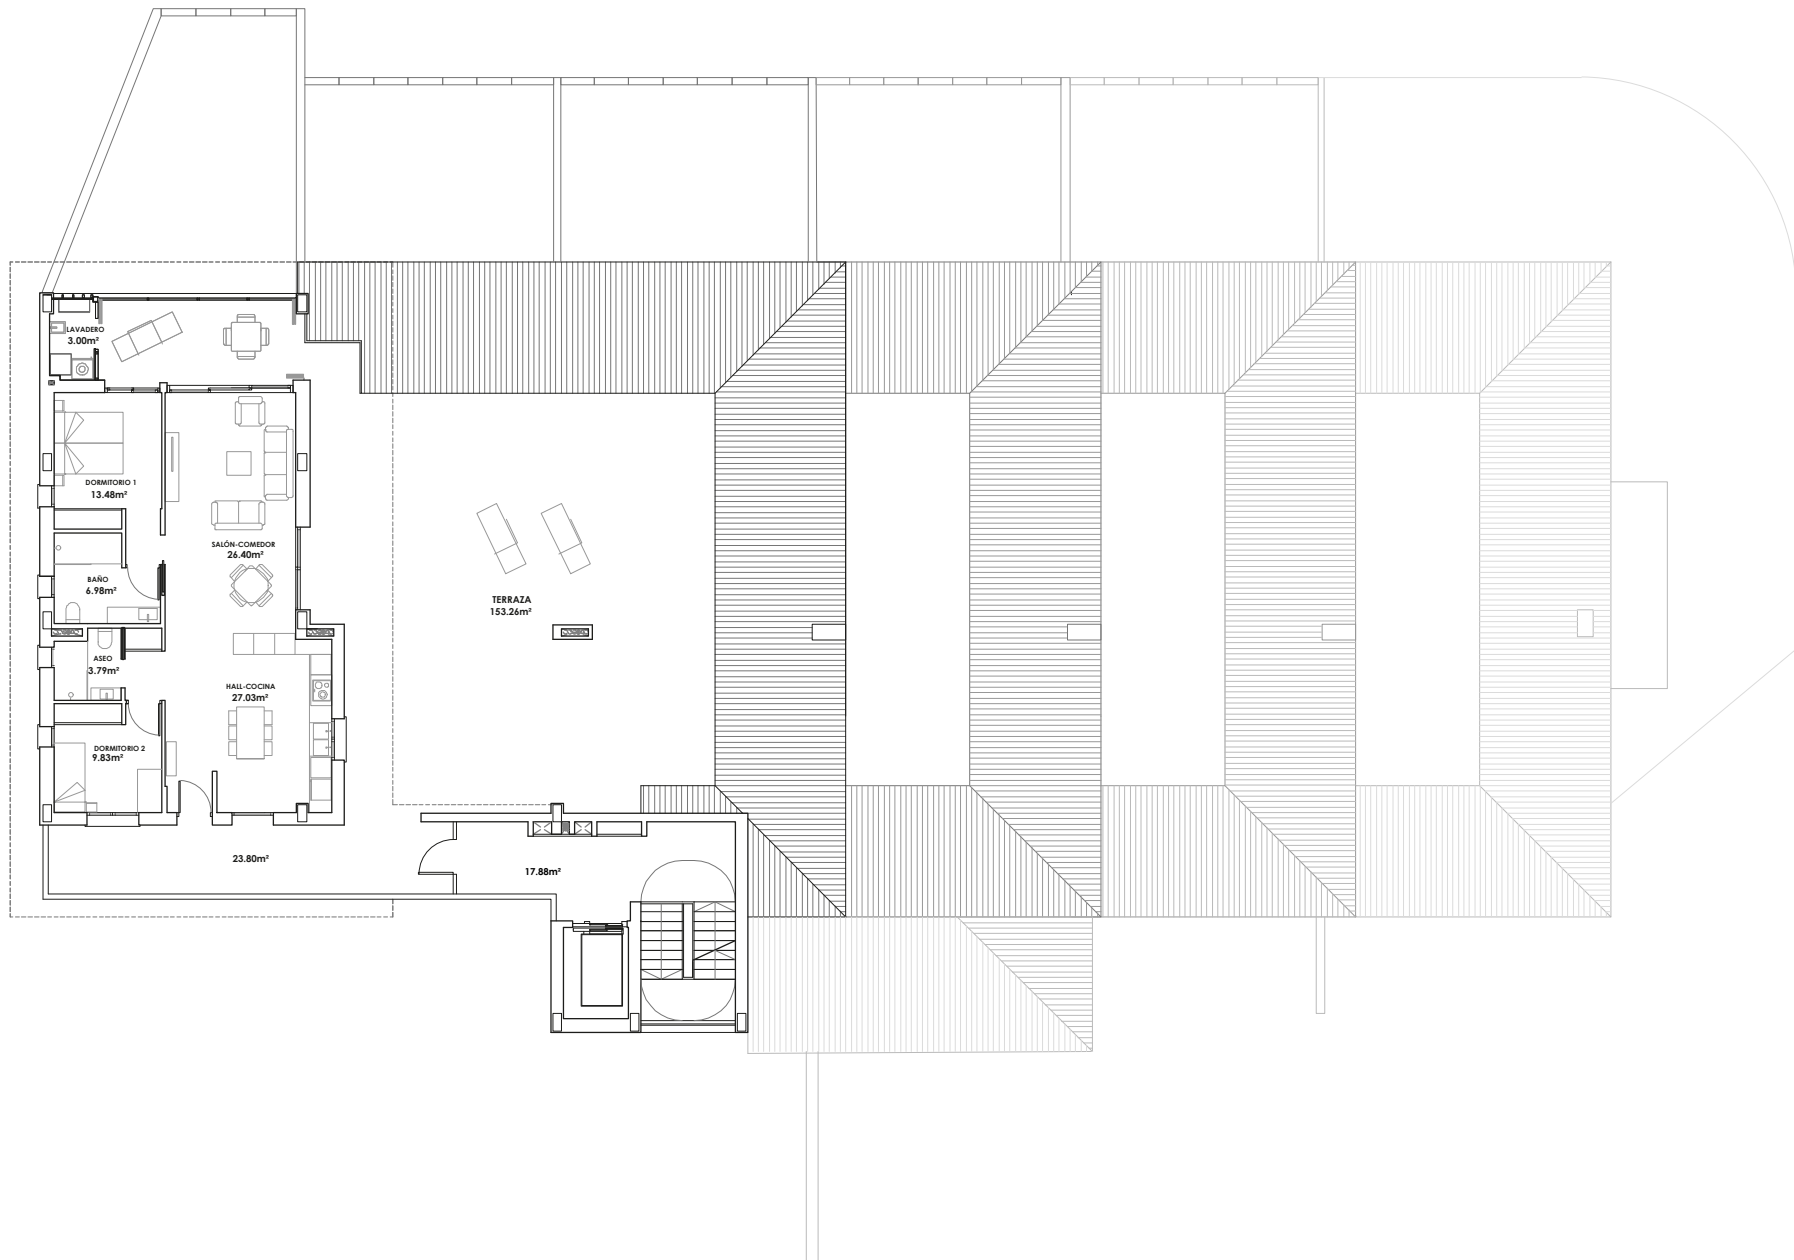 LAVADERO
3.00m²
DORMITORIO 1
13.48m²
SALÓN-COMEDOR
26.40m²
BAÑO
6.98m²
TERRAZA
153.26m²
ASEO
3.79m²
HALL-COCINA
27.03m²
DORMITORIO 2
9.83m²
23.80m²
17.88m²